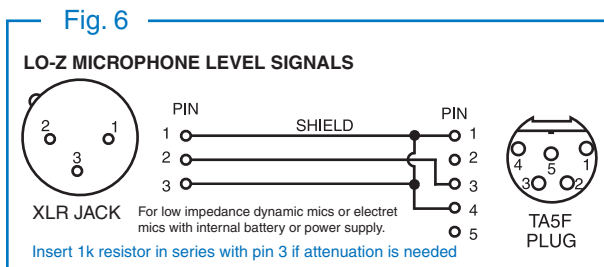 Fig. 6
LO-Z MICROPHONE LEVEL SIGNALS
PIN
PIN
SHIELD
1
1
2
2
3
3
4
5
2
1
3
4
5
1
3
2
XLR JACK
For low impedance dynamic mics or electret
mics with internal battery or power supply.
TA5F
PLUG
Insert 1k resistor in series with pin 3 if attenuation is needed